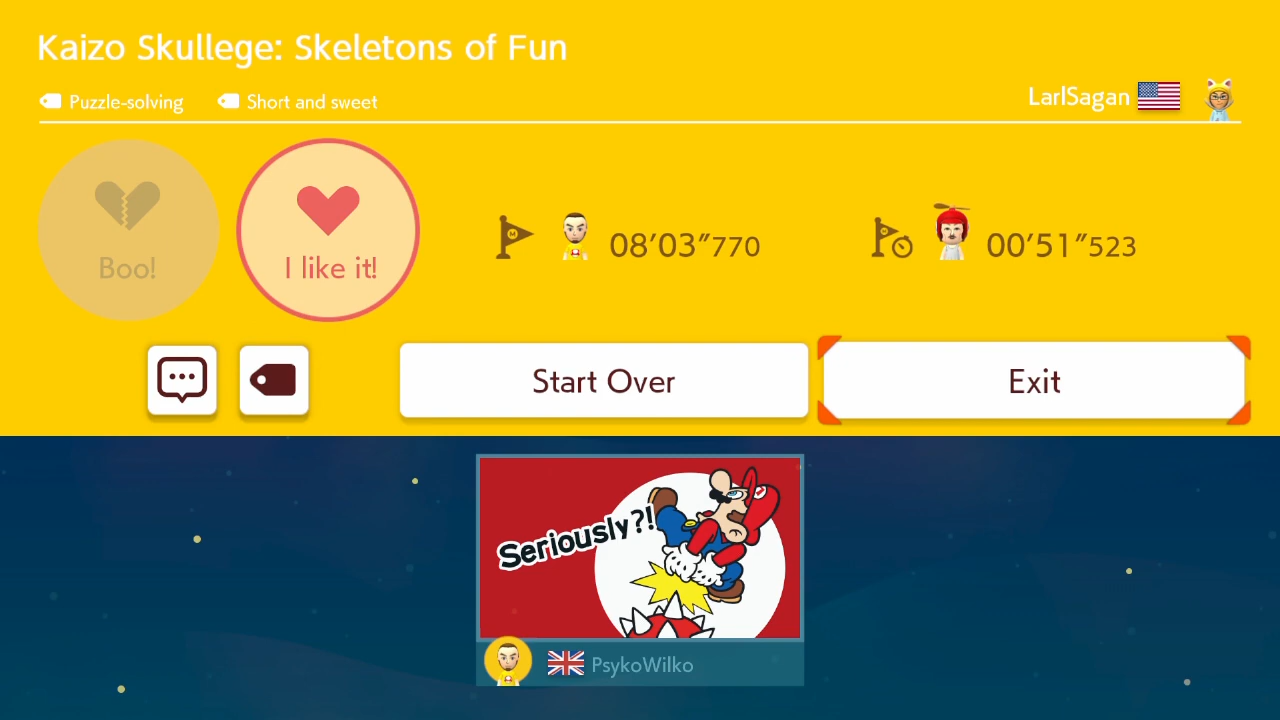 Kaizo Skullege: Skeletons of Fun
Puzzle-solving Short and sweet
LarlSagan
Boo!
I like it!
08'03"770
00'51"523
Start Over
Exit
Seriously?!
PsykoWilko